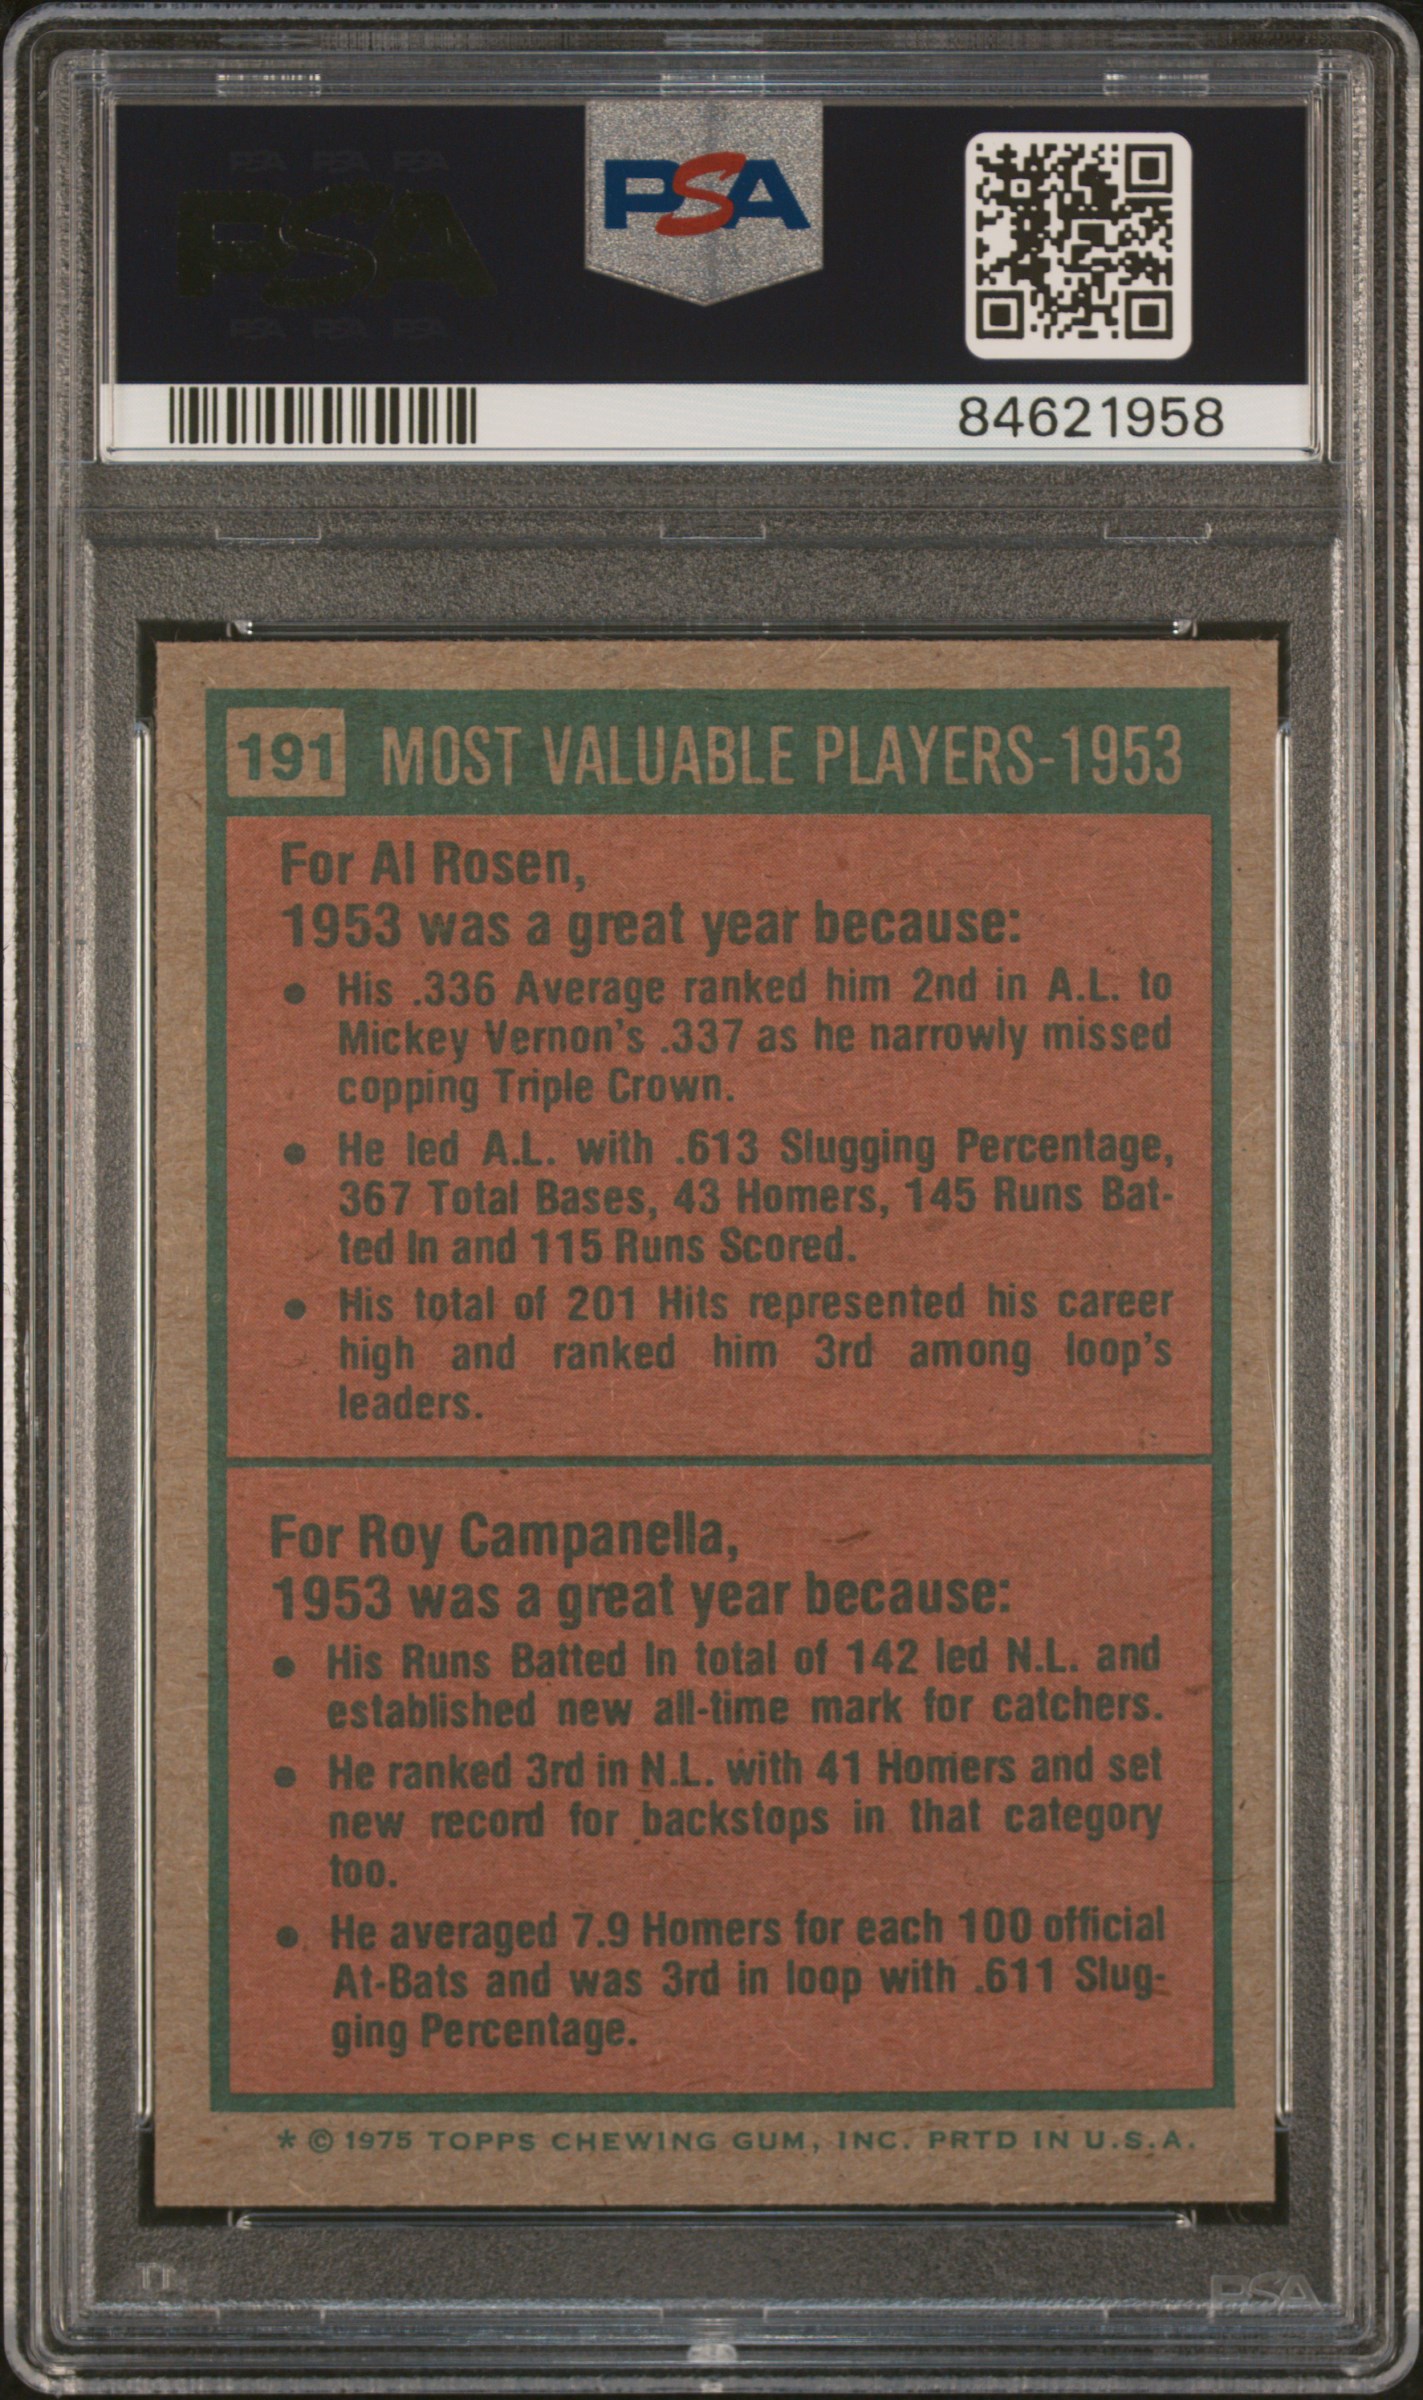 PSA PSA PSA
PSA
PSA PSA PSA
PSA
84621958
191 MOST VALUABLE PLAYERS-1953
For Al Rosen,
1953 was a great year because:
• His .336 Average ranked him 2nd in A.L. to
Mickey Vernon's .337 as he narrowly missed
copping Triple Crown.
• He led A.L. with .613 Slugging Percentage,
367 Total Bases, 43 Homers, 145 Runs Bat-
ted In and 115 Runs Scored.
• His total of 201 Hits represented his career
high and ranked him 3rd among loop's
leaders.
For Roy Campanella,
1953 was a great year because:
• His Runs Batted In total of 142 led N.L. and
established new all-time mark for catchers.
• He ranked 3rd in N.L. with 41 Homers and set
new record for backstops in that category
too.
• He averaged 7.9 Homers for each 100 official
At-Bats and was 3rd in loop with .611 Slug-
ging Percentage.
* © 1975 TOPPS CHEWING GUM, INC. PRTD IN U.S.A.
PSA